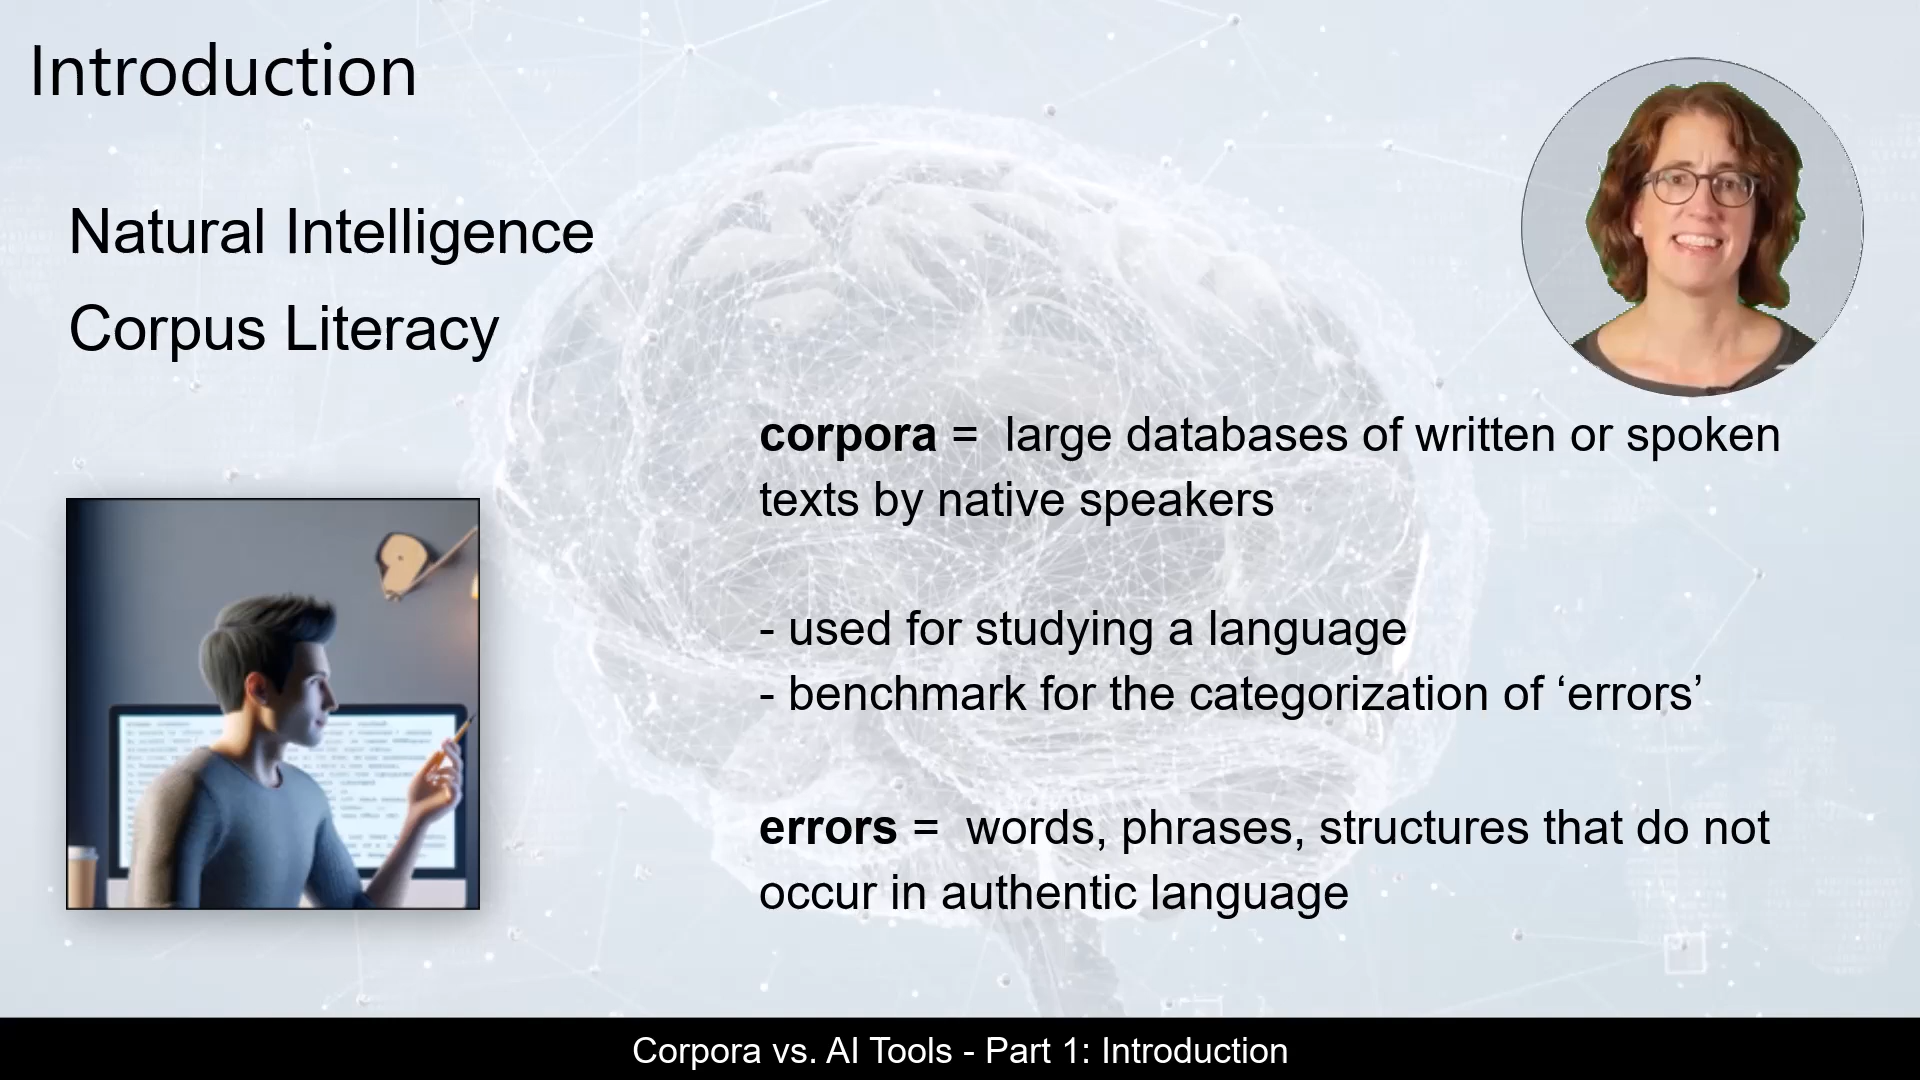 Introduction
Natural Intelligence
Corpus Literacy
corpora =  large databases of written or spoken
texts by native speakers
- used for studying a language
- benchmark for the categorization of ‘errors’
errors =  words, phrases, structures that do not
occur in authentic language
Corpora vs. AI Tools - Part 1: Introduction